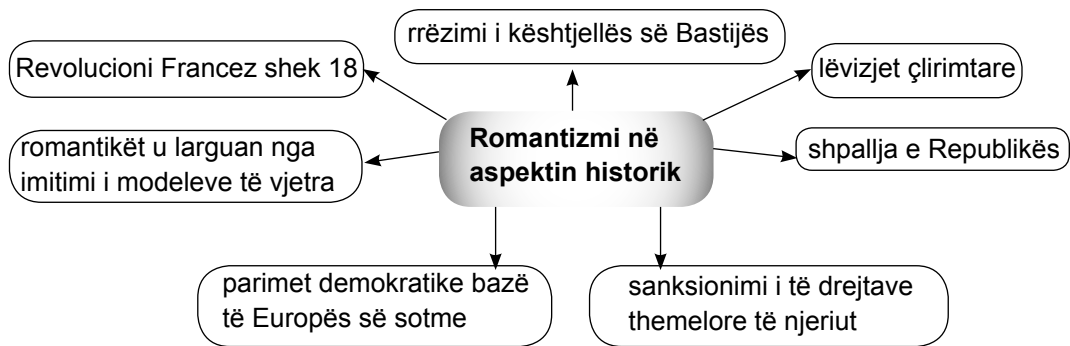 rrëzimi i kështjellës së Bastijës
Revolucioni Francez shek 18
lëvizjet çlirimtare
Romantizmi në
aspektin historik
romantikët u larguan nga
imitimi i modeleve të vjetra
shpallja e Republikës
parimet demokratike bazë
të Europës së sotme
sanksionimi i të drejtave
themelore të njeriut